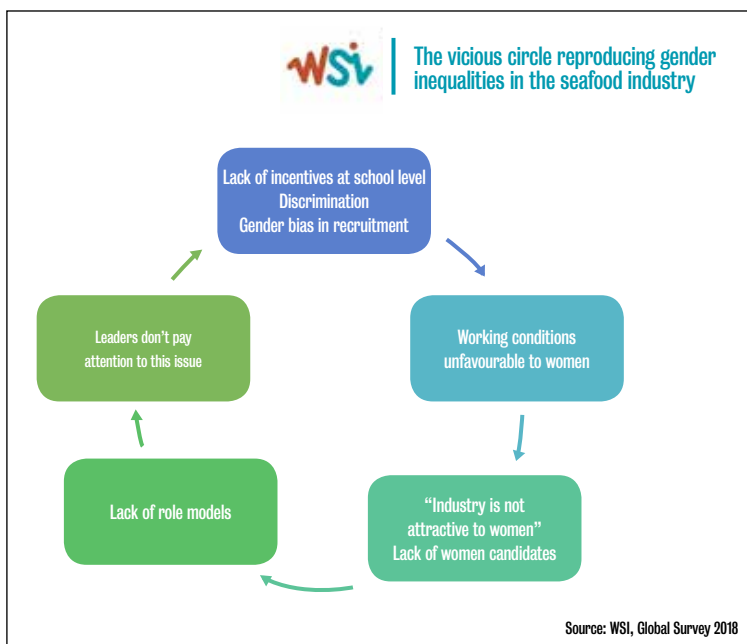 WSi
The vicious circle reproducing gender
inequalities in the seafood industry
Lack of incentives at school level
Discrimination
Gender bias in recruitment
Working conditions
unfavourable to women
“Industry is not
attractive to women”
Lack of women candidates
Lack of role models
Leaders don’t pay
attention to this issue
Source: WSI, Global Survey 2018